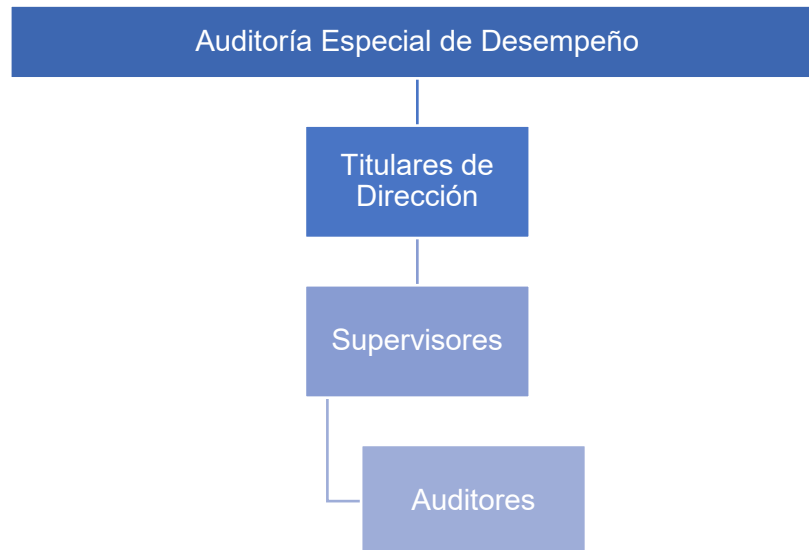 Auditoría Especial de Desempeño
Titulares de
Dirección
Supervisores
Auditores